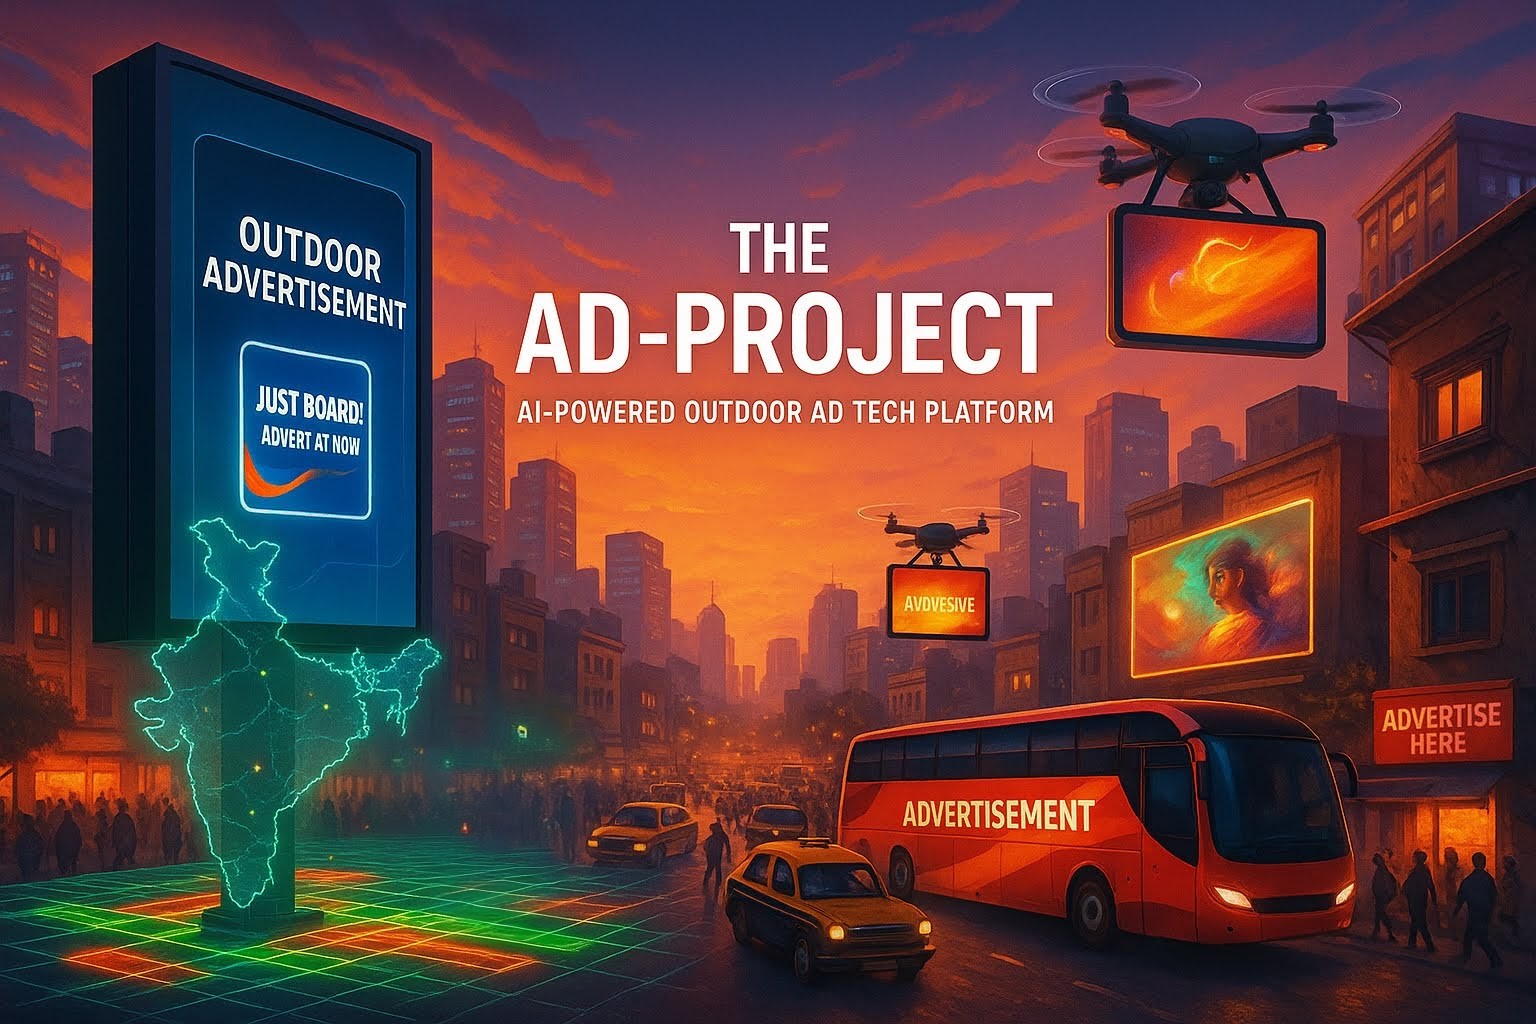 OUTDOOR
ADVERTISEMENT
JUST BOARD!
ADVERT AT NOW
THE
AD-PROJECT
AI-POWERED OUTDOOR AD TECH PLATFORM
AVDVESIVE
ADVERTISE
HERE
ADVERTISEMENT